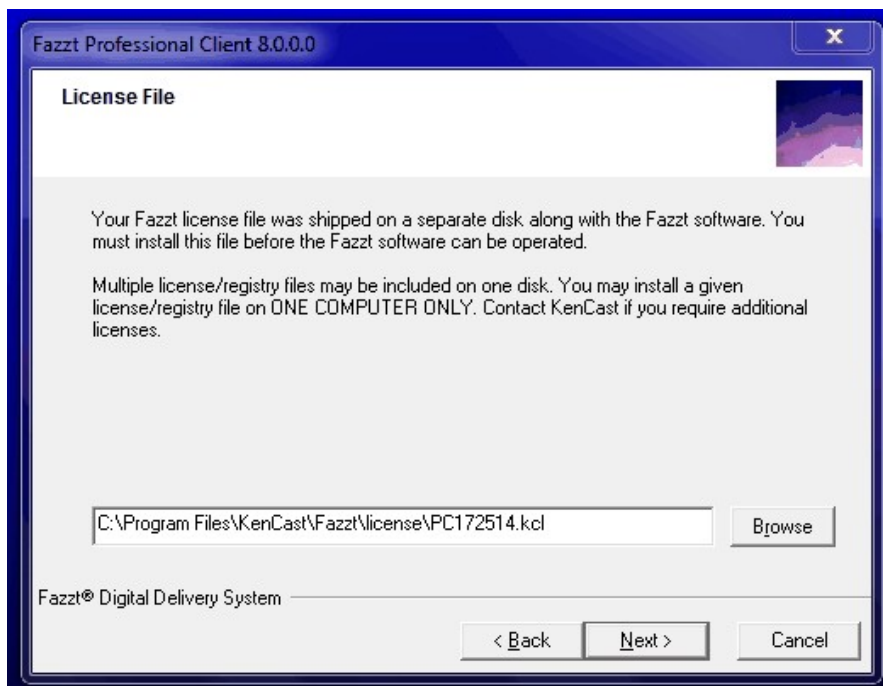 Fazzt Professional Client 8.0.0.0
X
License File
Your Fazzt license file was shipped on a separate disk along with the Fazzt software. You
must install this file before the Fazzt software can be operated.
Multiple license/registry files may be included on one disk. You may install a given
license/registry file on ONE COMPUTER ONLY. Contact KenCast if you require additional
licenses.
C:\Program Files\KenCast\Fazzt\license\PC172514.kcl
Browse
Fazzt® Digital Delivery System
< Back
Next >
Cancel